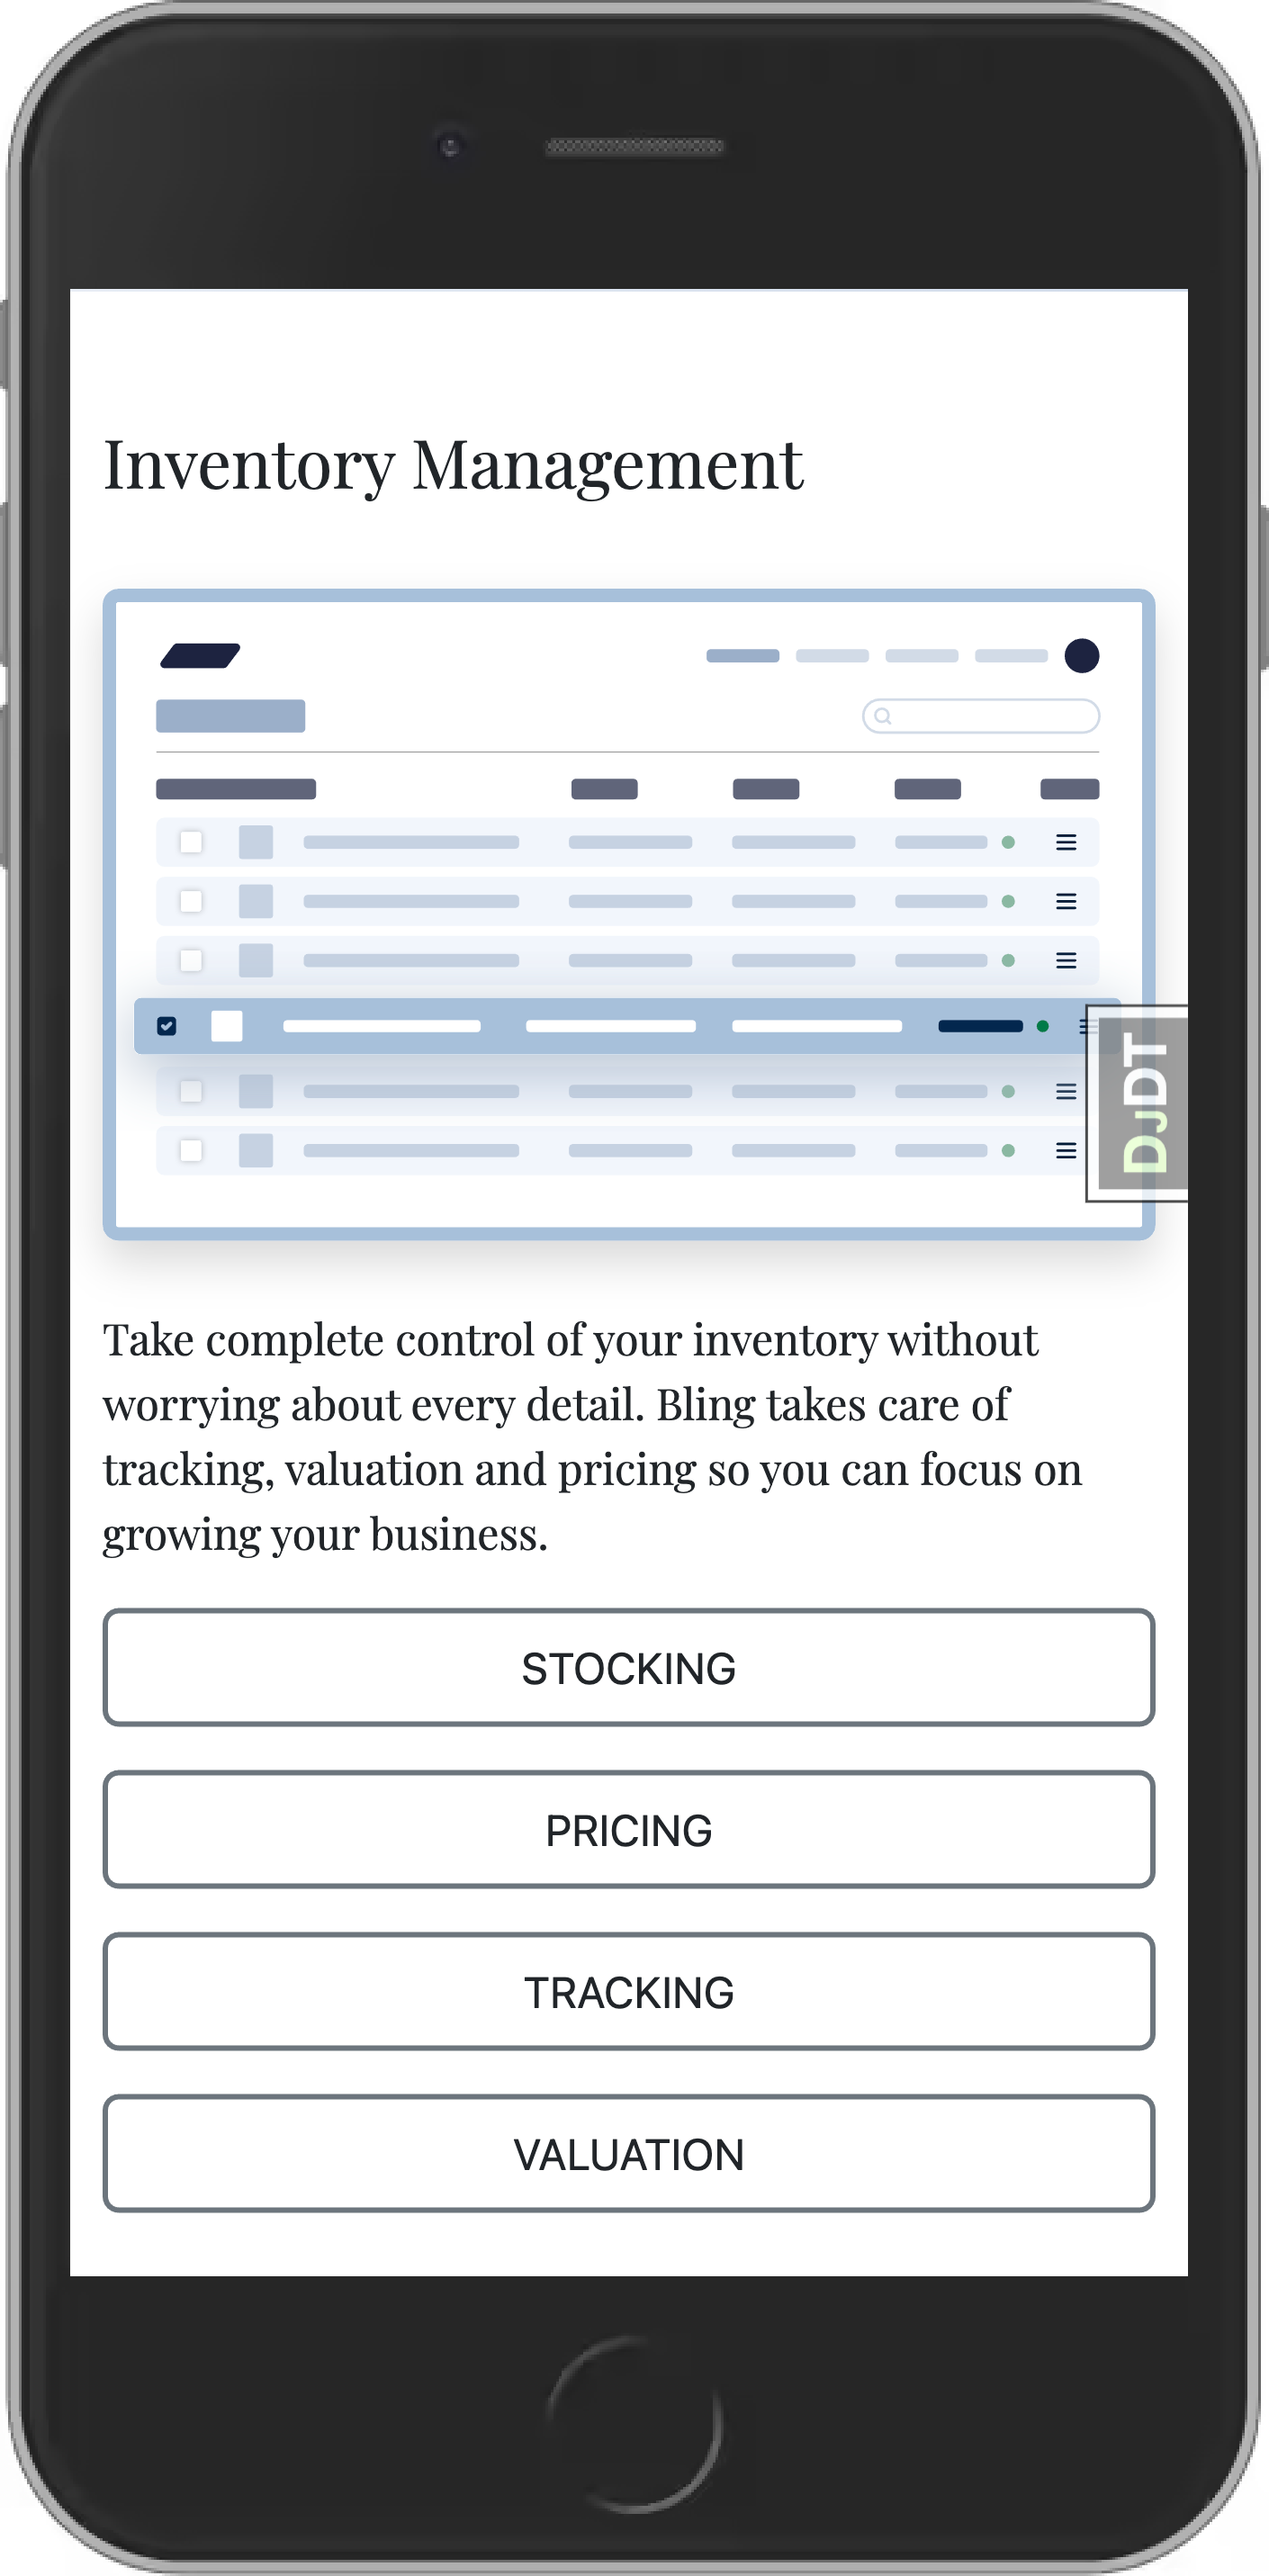 Inventory Management
DJDT
Take complete control of your inventory without
worrying about every detail. Bling takes care of
tracking, valuation and pricing so you can focus on
growing your business.
STOCKING
PRICING
TRACKING
VALUATION